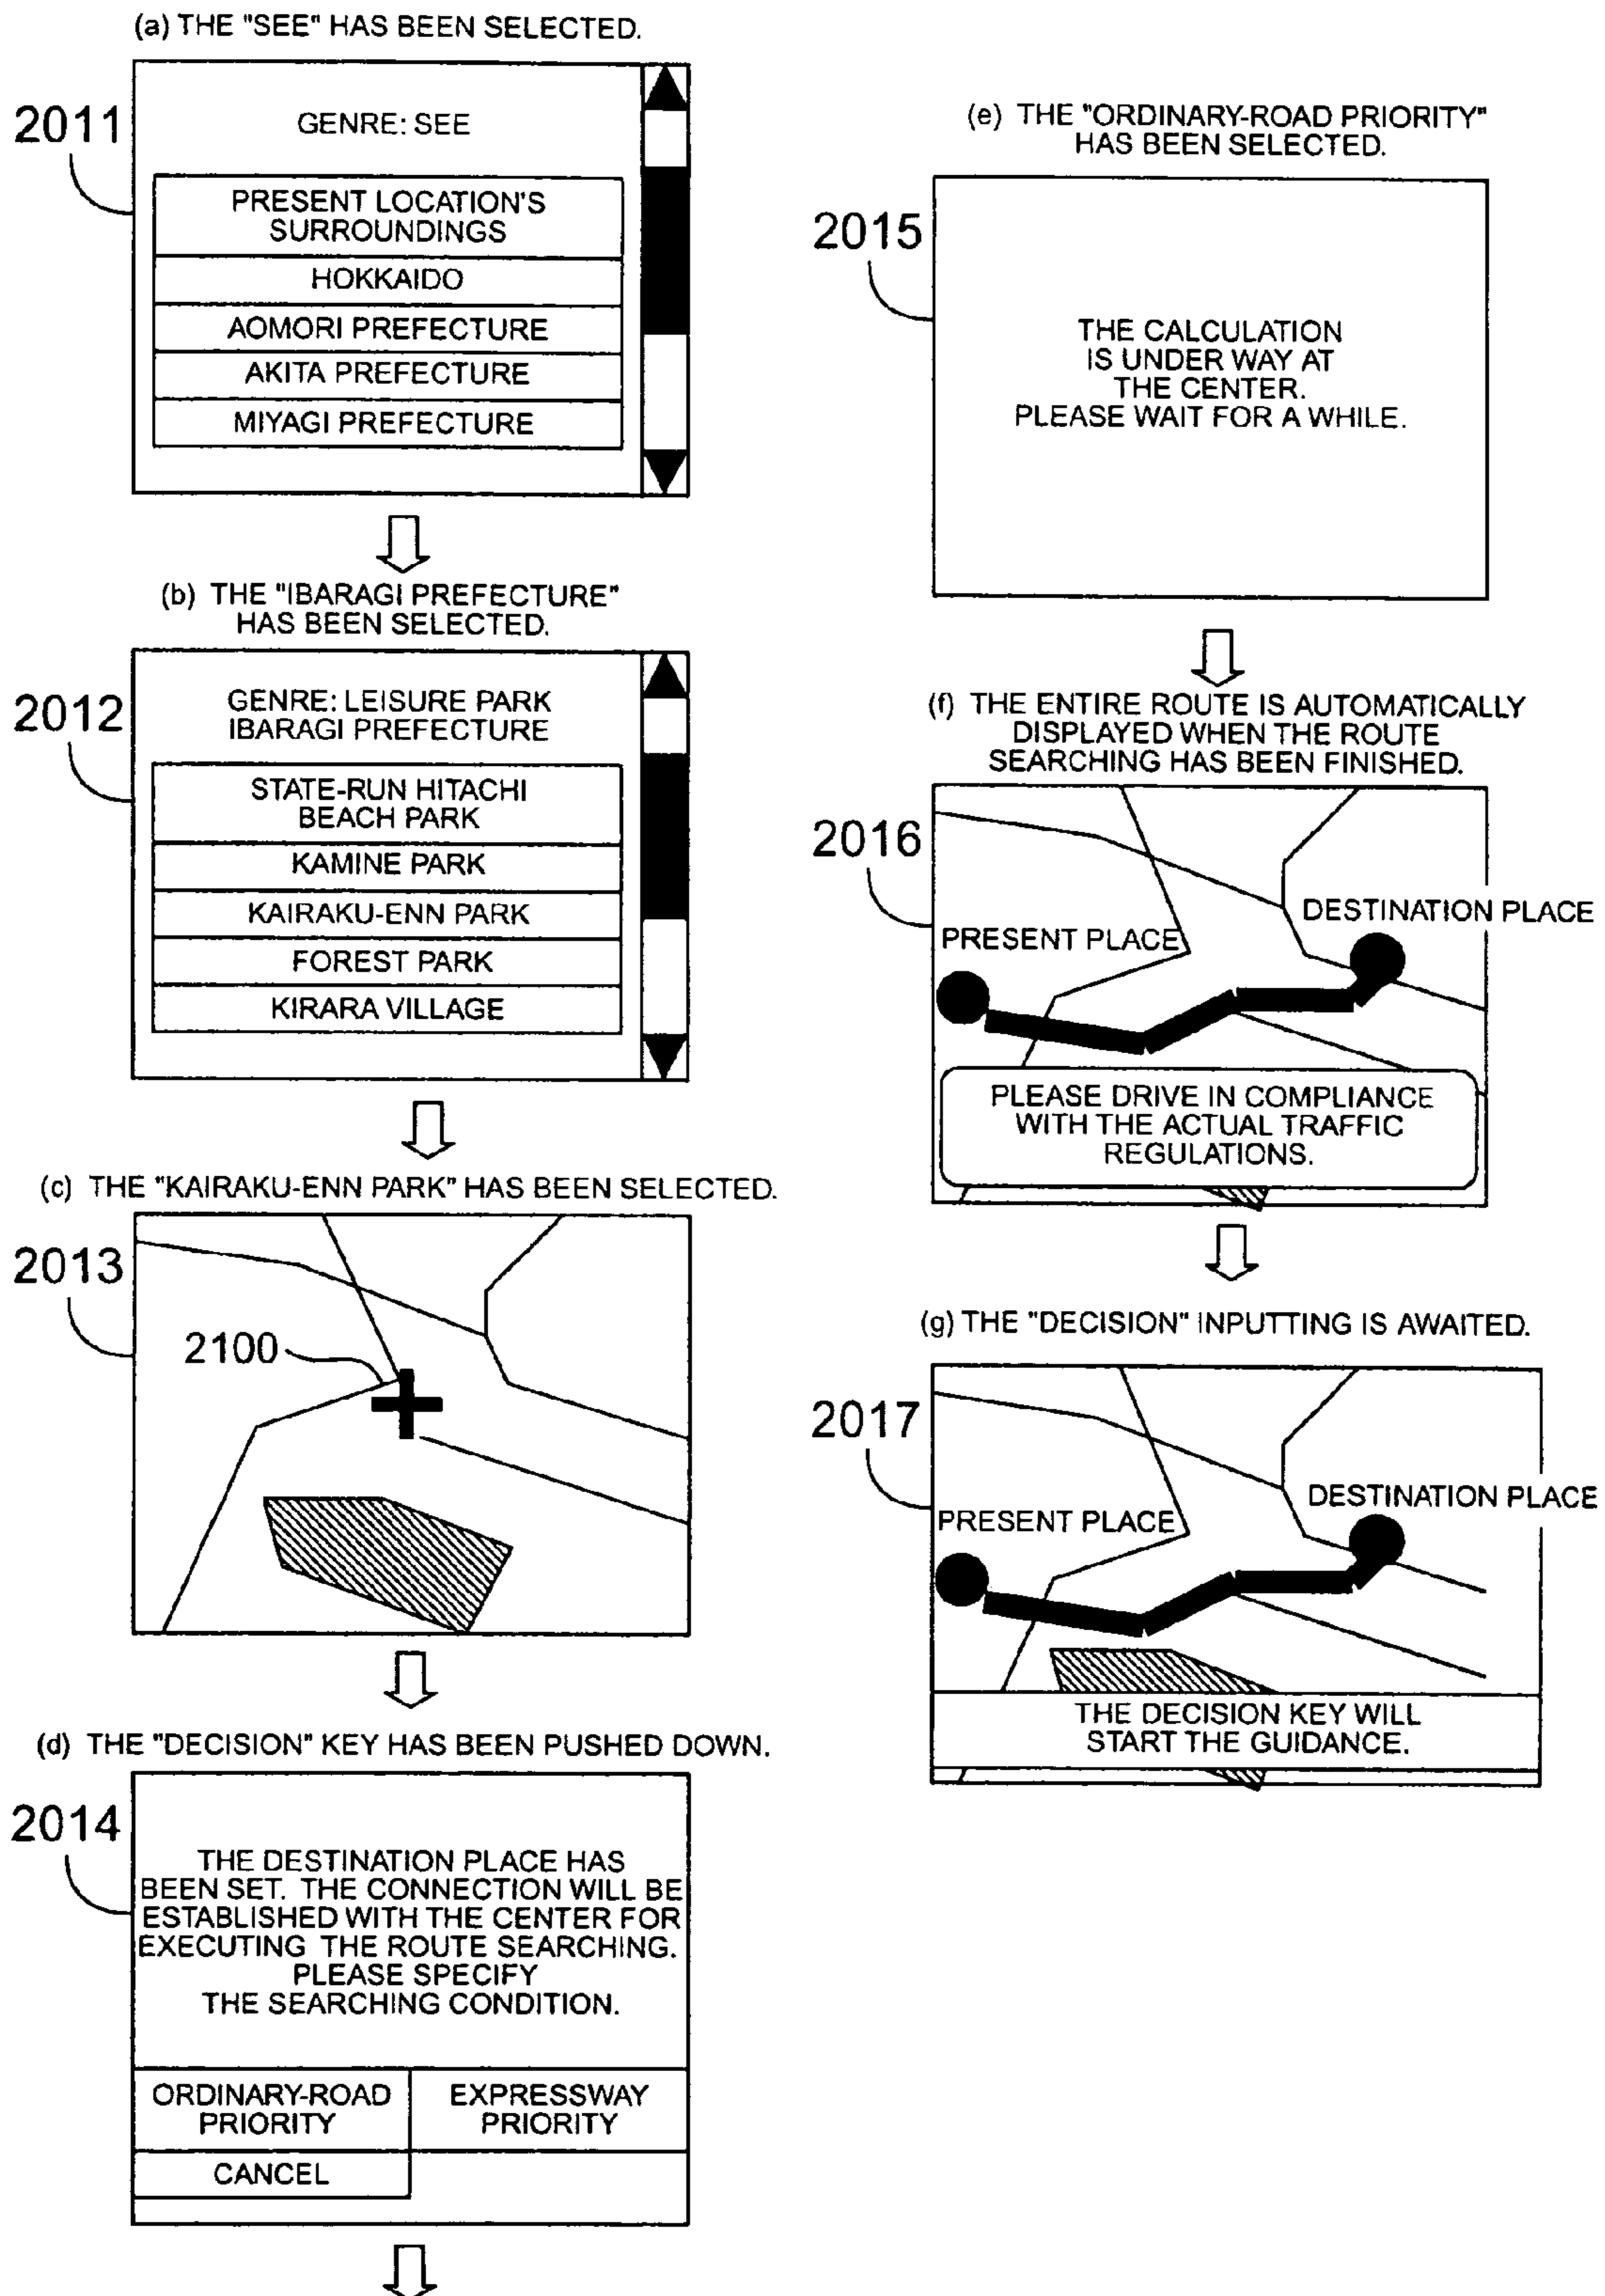 (a) THE "SEE" HAS BEEN SELECTED.
2011
GENRE: SEE
PRESENT LOCATION'S
SURROUNDINGS
HOKKAIDO
AOMORI PREFECTURE
AKITA PREFECTURE
MIYAGI PREFECTURE
(b) THE "IBARAGI PREFECTURE"
HAS BEEN SELECTED.
2012
GENRE: LEISURE PARK
IBARAGI PREFECTURE
STATE-RUN HITACHI
BEACH PARK
KAMINE PARK
KAIRAKU-ENN PARK
FOREST PARK
KIRARA VILLAGE
(c) THE "KAIRAKU-ENN PARK" HAS BEEN SELECTED.
2013
2100
(d) THE "DECISION" KEY HAS BEEN PUSHED DOWN.
2014
THE DESTINATION PLACE HAS
BEEN SET. THE CONNECTION WILL BE
ESTABLISHED WITH THE CENTER FOR
EXECUTING THE ROUTE SEARCHING.
PLEASE SPECIFY
THE SEARCHING CONDITION.
ORDINARY-ROAD
PRIORITY
EXPRESSWAY
PRIORITY
CANCEL
(e) THE "ORDINARY-ROAD PRIORITY"
HAS BEEN SELECTED.
2015
THE CALCULATION
IS UNDER WAY AT
THE CENTER.
PLEASE WAIT FOR A WHILE.
(f) THE ENTIRE ROUTE IS AUTOMATICALLY
DISPLAYED WHEN THE ROUTE
SEARCHING HAS BEEN FINISHED.
2016
DESTINATION PLACE
PRESENT PLACE
PLEASE DRIVE IN COMPLIANCE
WITH THE ACTUAL TRAFFIC
REGULATIONS.
(g) THE "DECISION" INPUTTING IS AWAITED.
2017
DESTINATION PLACE
PRESENT PLACE
THE DECISION KEY WILL
START THE GUIDANCE.